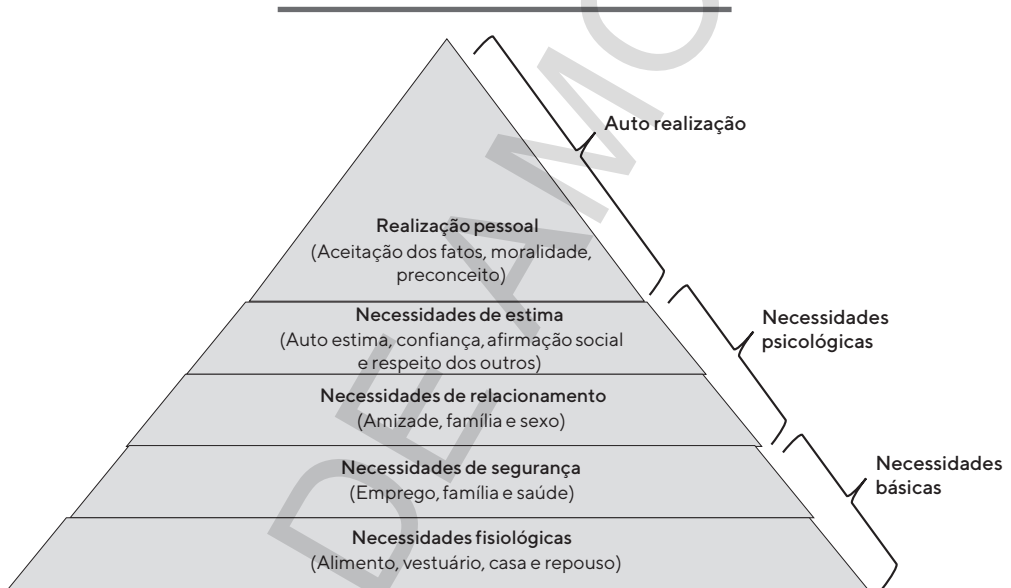 Auto realização
Realização pessoal
(Aceitação dos fatos, moralidade,
preconceito)
Necessidades de estima
(Auto estima, confiança, afirmação social
e respeito dos outros)
Necessidades
psicológicas
Necessidades de relacionamento
(Amizade, família e sexo)
Necessidades de segurança
(Emprego, família e saúde)
Necessidades
básicas
Necessidades fisiológicas
(Alimento, vestuário, casa e repouso)
DE AMO